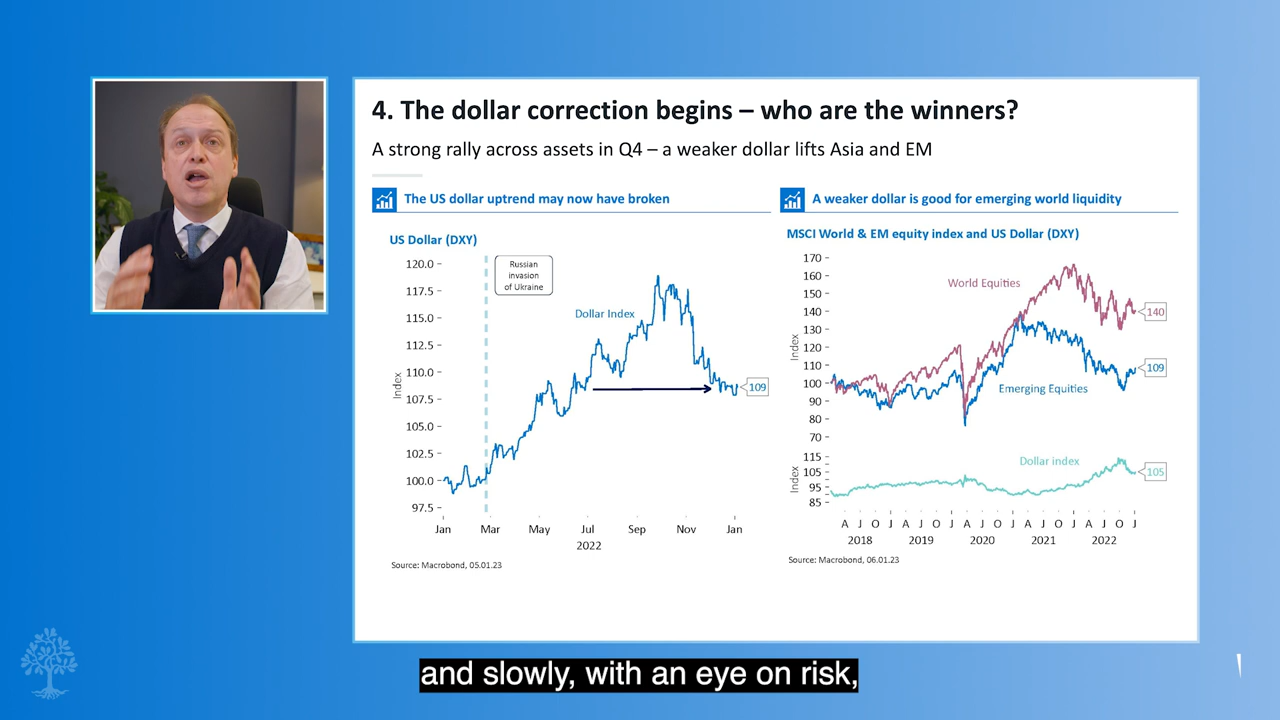 4. The dollar correction begins – who are the winners?
A strong rally across assets in Q4 – a weaker dollar lifts Asia and EM
The US dollar uptrend may now have broken
US Dollar (DXY)
120.0
117.5
115.0
112.5
110.0
107.5
105.0
102.5
100.0
97.5
Index
Russian
invasion
of Ukraine
Dollar Index
109
Jan Mar May Jul Sep Nov Jan
2022
Source: Macrobond, 05.01.23
A weaker dollar is good for emerging world liquidity
MSCI World & EM equity index and US Dollar (DXY)
170
160
150
140
130
120
110
100
90
80
70
Index
World Equities
140
109
Emerging Equities
115
105
95
85
Index
Dollar index
105
A J O J A J O J A J O J A J O J A J O J
2018 2019 2020 2021 2022
Source: Macrobond, 06.01.23
and slowly, with an eye on risk,